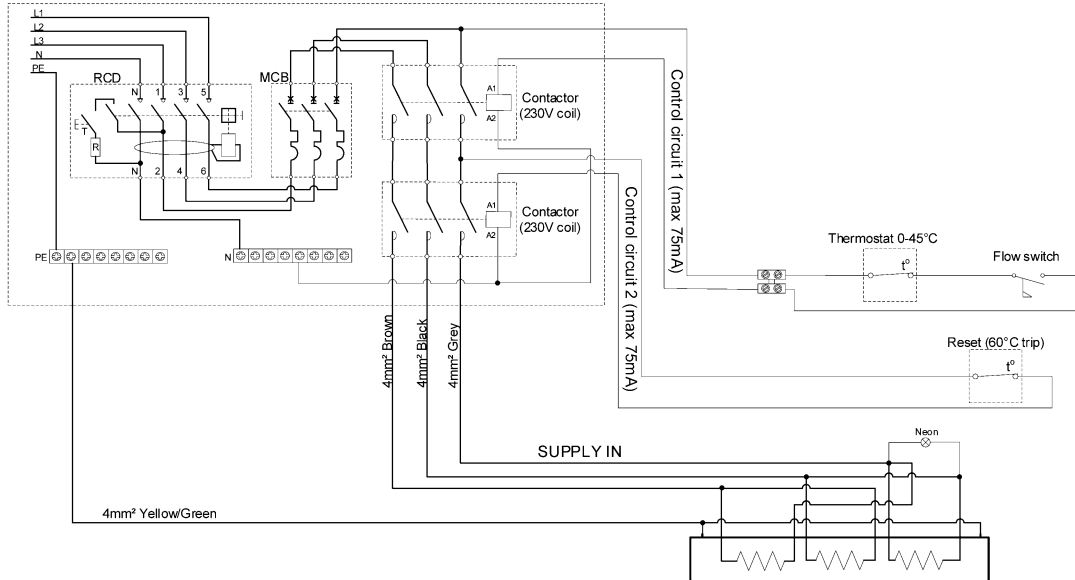 L1
L2
L3
N
PE
RCD
MCB
N 1 3 5
R
N 2 4 6
A1
Contactor
(230V coil)
A2
A1
Contactor
(230V coil)
A2
PE
N
Control circuit 1 (max 75mA)
Control circuit 2 (max 75mA)
Thermostat 0-45°C
t°
Flow switch
Reset (60°C trip)
t°
4mm² Brown
4mm² Black
4mm² Grey
Neon
SUPPLY IN
4mm² Yellow/Green